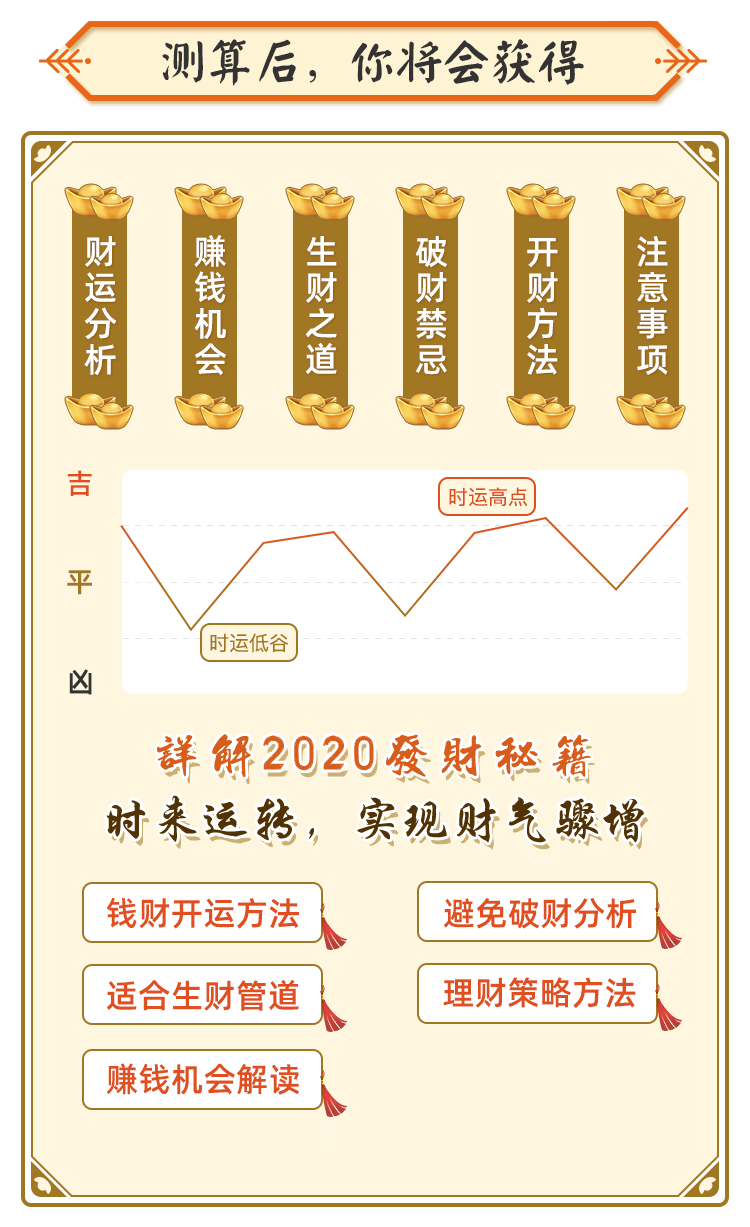 测算后，你将会获得
财运分析
赚钱机会
生财之道
破财禁忌
开财方法
注意事项
吉
时运高点
平
时运低谷
凶
詳解2020發財秘籍
时来运转，实现财气骤增
钱财开运方法
避免破财分析
适合生财管道
理财策略方法
赚钱机会解读